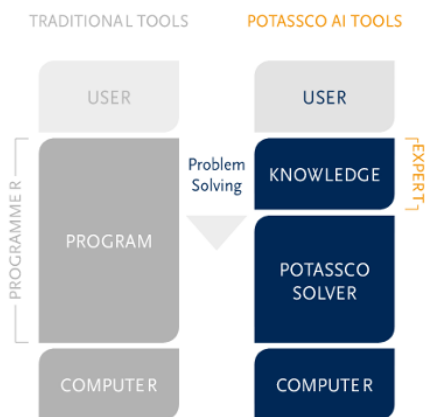 TRADITIONAL TOOLS
POTASSCO AI TOOLS
USER
USER
PROGRAMMER
PROGRAM
Problem
Solving
KNOWLEDGE
EXPERT
POTASSCO
SOLVER
COMPUTER
COMPUTER